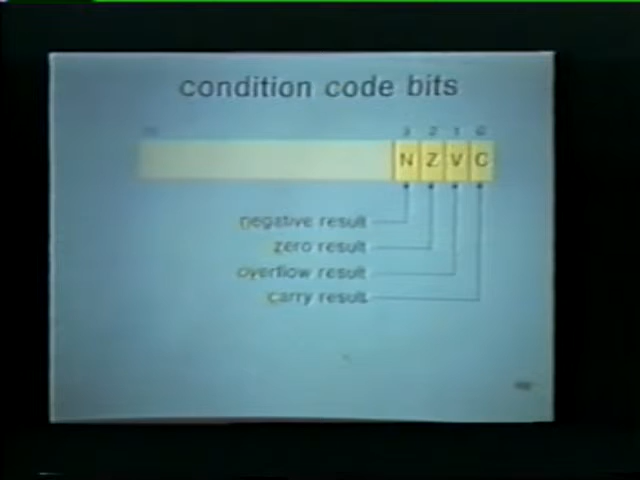 condition code bits
3 2 1 0
N Z V C
negative result
zero result
overflow result
carry result